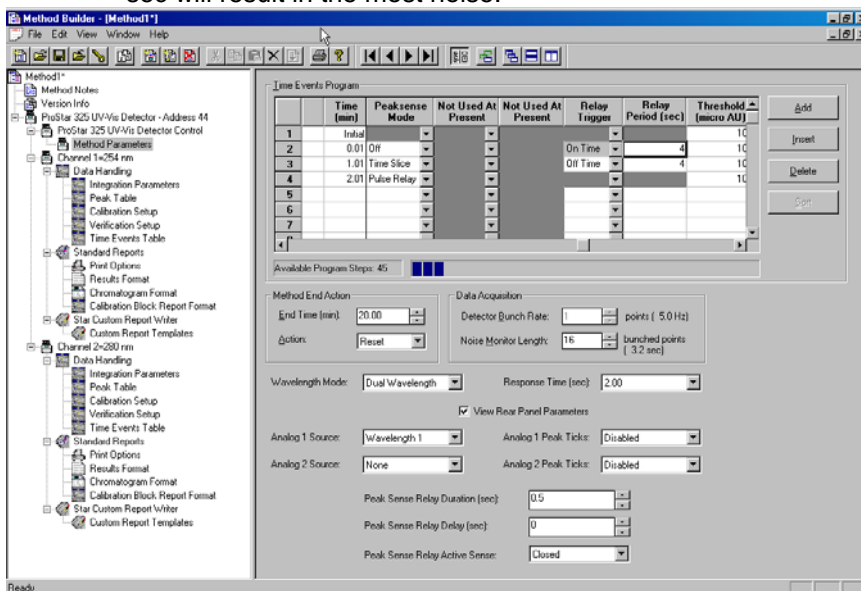 see will result in the most noise.
Method Builder - [Method1*]
File Edit View Window Help
Method1*
Method Notes
Version Info
ProStar 325 UV-Vis Detector - Address 44
ProStar 325 UV-Vis Detector Control
Method Parameters
Channel 1=254 nm
Data Handling
Integration Parameters
Peak Table
Calibration Setup
Verification Setup
Time Events Table
Standard Reports
Print Options
Results Format
Chromatogram Format
Calibration Block Report Format
Star Custom Report Writer
Custom Report Templates
Channel 2=280 nm
Data Handling
Integration Parameters
Peak Table
Calibration Setup
Verification Setup
Time Events Table
Standard Reports
Print Options
Results Format
Chromatogram Format
Calibration Block Report Format
Star Custom Report Writer
Custom Report Templates
Time Events Program
Time (min) Peaksense Mode Not Used At Present Not Used At Present Relay Trigger Relay Period (sec) Threshold (micro AU)
1 Initial 10
2 0.01 Off On Time 4 10
3 1.01 Time Slice Off Time 4 10
4 2.01 Pulse Relay 10
5
6
7
Add
Insert
Delete
Sort
Available Program Steps: 45
Method End Action
End Time (min): 20.00
Action: Reset
Data Acquisition
Detector Bunch Rate: 1 points ( 5.0 Hz)
Noise Monitor Length: 16 bunched points ( 3.2 sec)
Wavelength Mode: Dual Wavelength Response Time (sec): 2.00
View Rear Panel Parameters
Analog 1 Source: Wavelength 1 Analog 1 Peak Ticks: Disabled
Analog 2 Source: None Analog 2 Peak Ticks: Disabled
Peak Sense Relay Duration (sec): 0.5
Peak Sense Relay Delay (sec): 0
Peak Sense Relay Active Sense: Closed
Ready